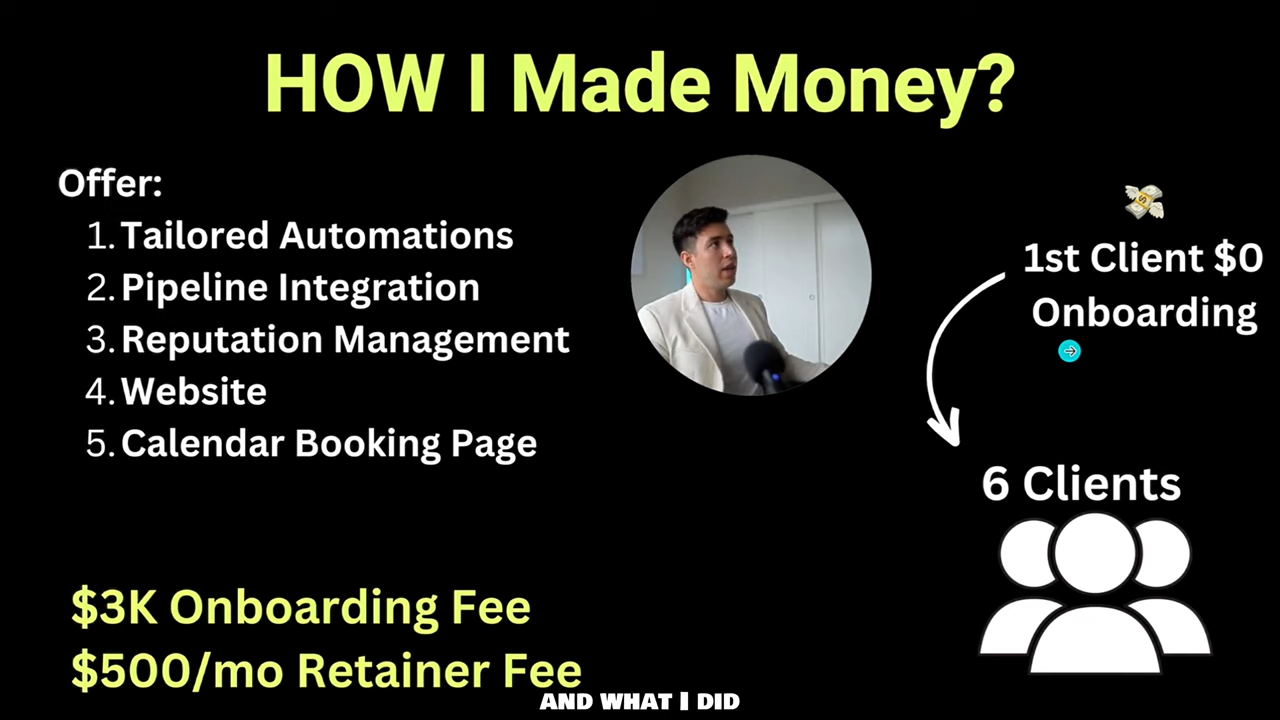 HOW I Made Money?
Offer:
1. Tailored Automations
2. Pipeline Integration
3. Reputation Management
4. Website
5. Calendar Booking Page
1st Client $0
Onboarding
6 Clients
$3K Onboarding Fee
$500/mo Retainer Fee
AND WHAT I DID